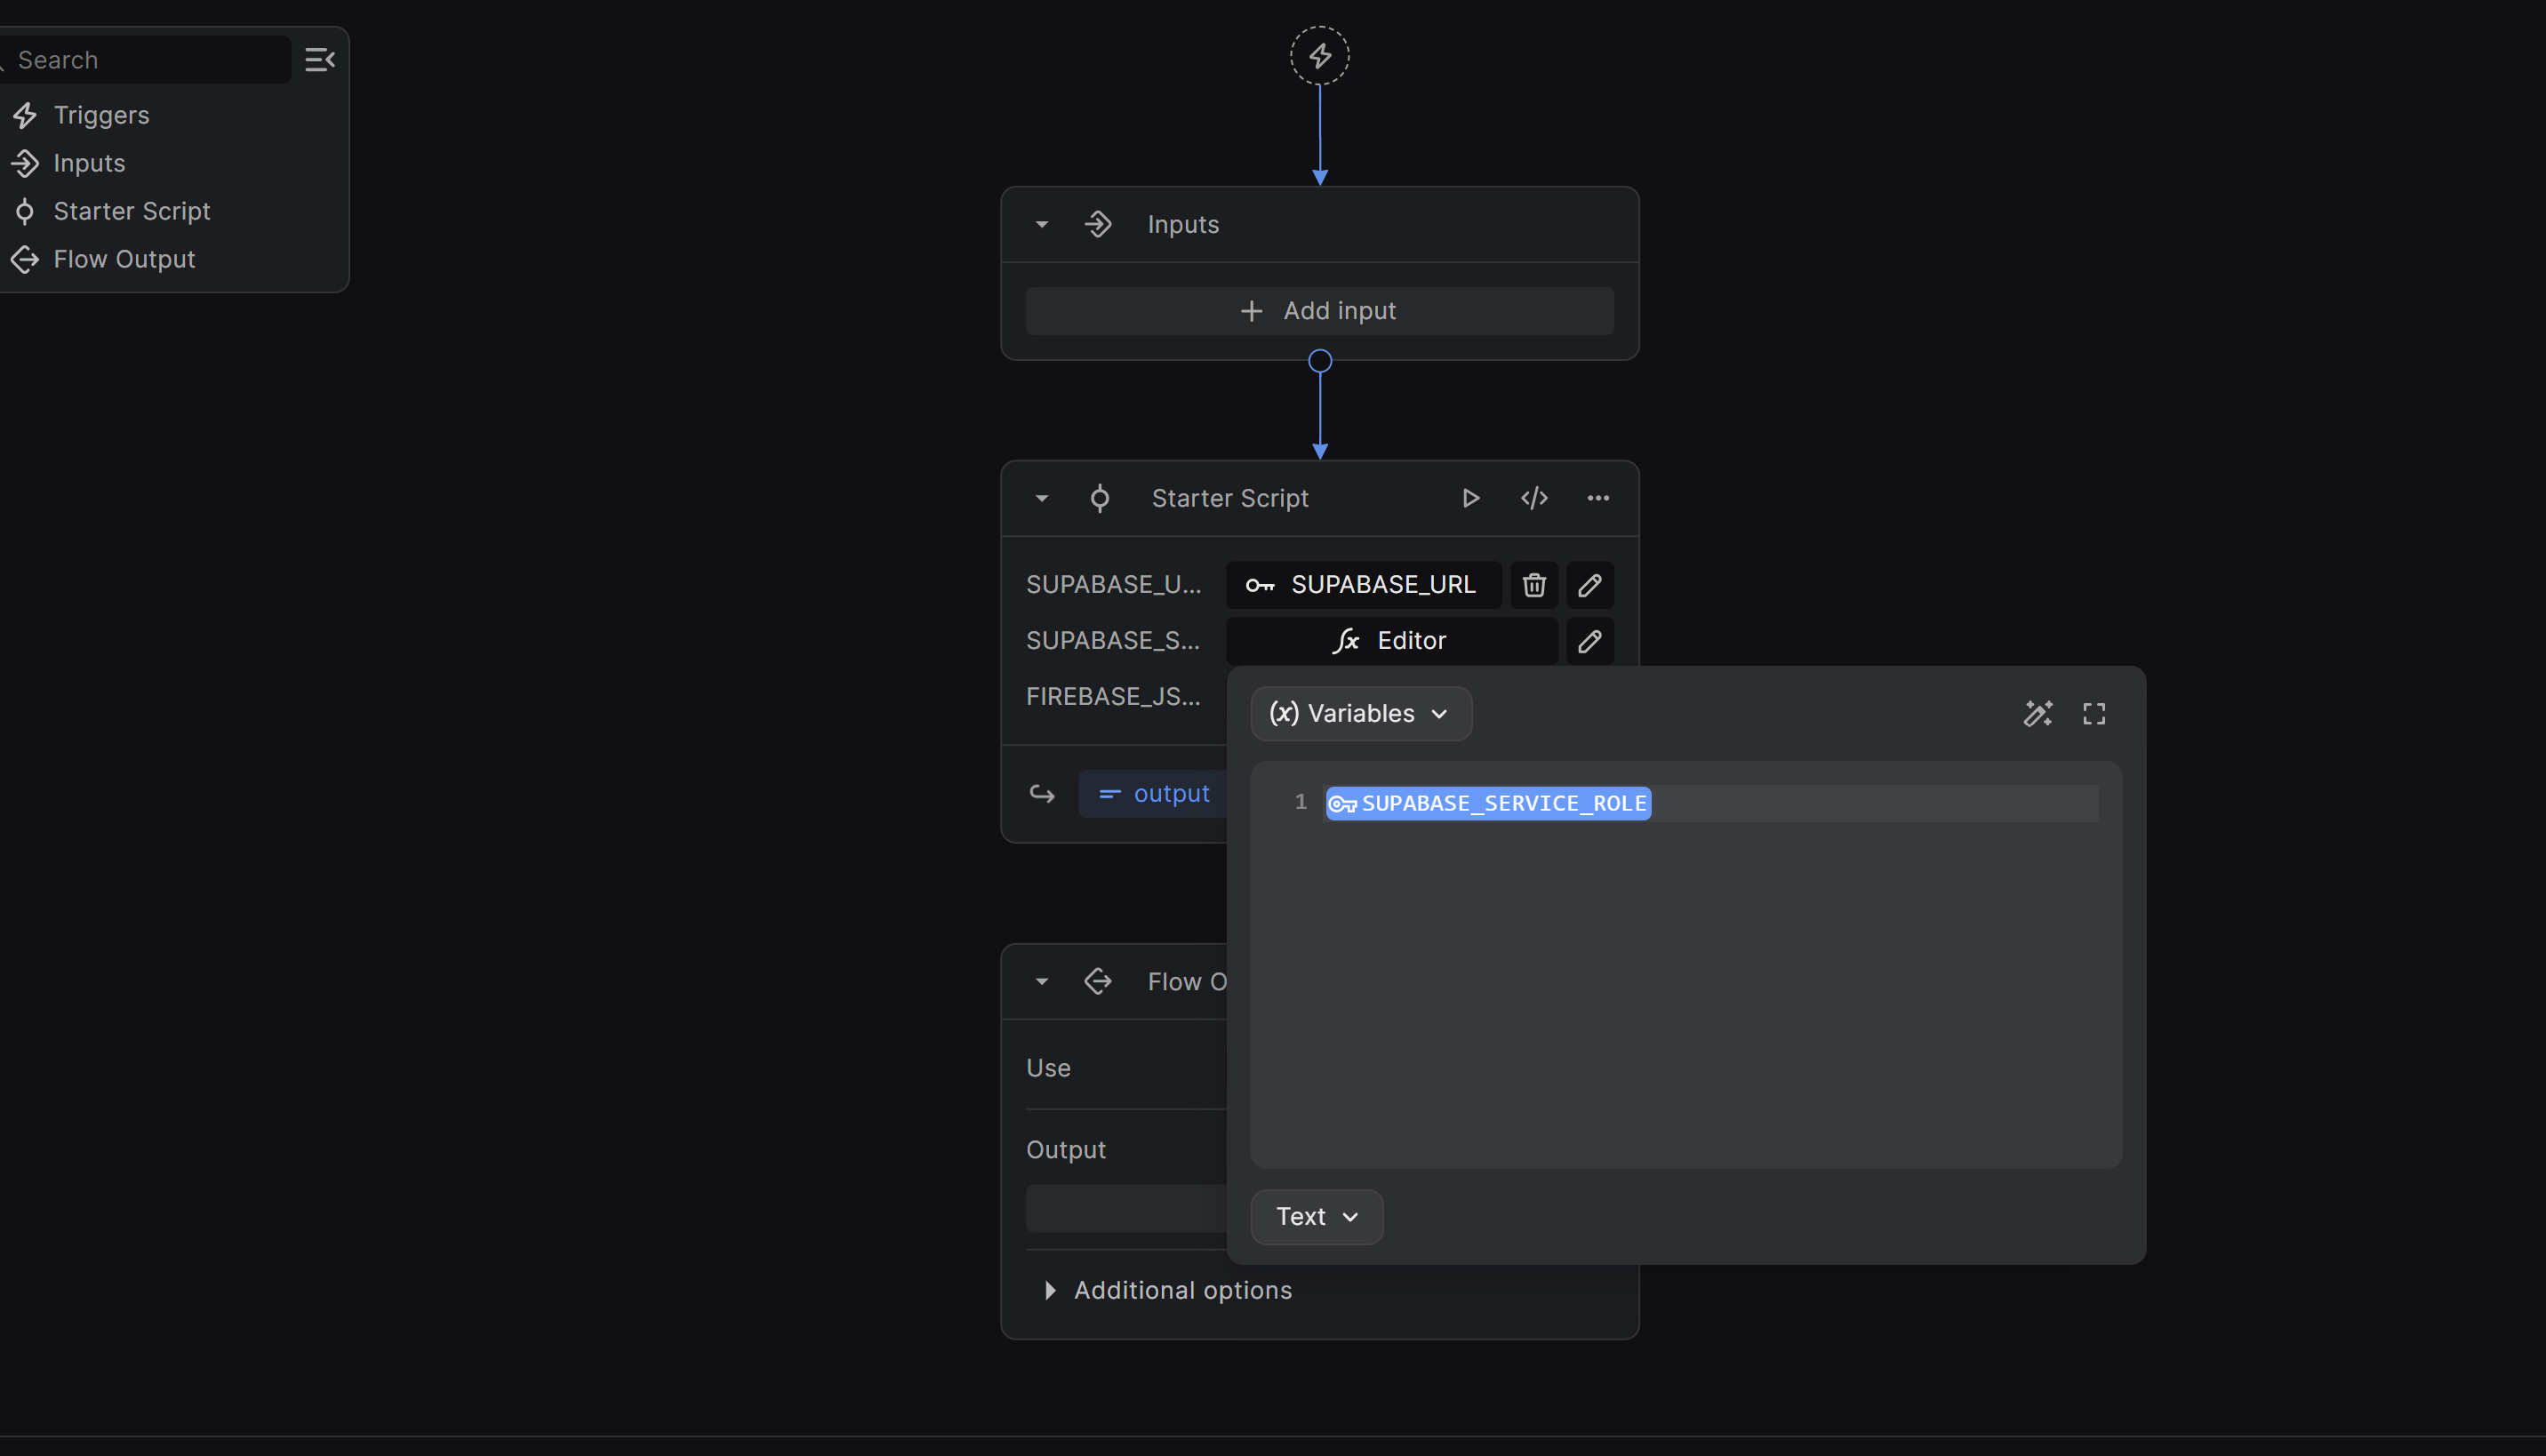 Search
Triggers
Inputs
Starter Script
Flow Output
Inputs
Add input
Starter Script
SUPABASE_U... SUPABASE_URL
SUPABASE_S... Editor
FIREBASE_JS...
Variables
1 SUPABASE_SERVICE_ROLE
output
Flow O
Use
Output
Text
Additional options